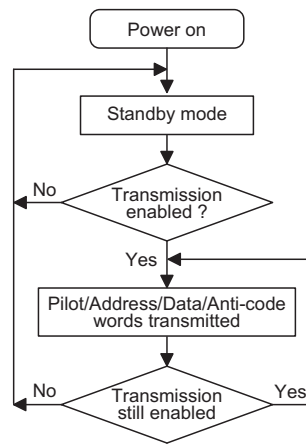 Power on
Standby mode
No
Transmission
enabled ?
Yes
Pilot/Address/Data/Anti-code
words transmitted
No
Transmission
still enabled
Yes